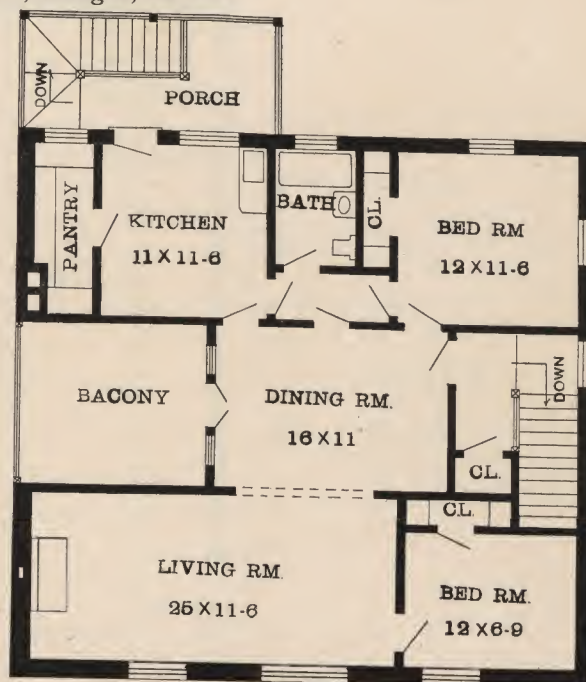 DOWN
PORCH
PANTRY
KITCHEN
11 X 11-6
BATH
CL.
BED RM
12 X 11-6
BACONY
DINING RM.
16 X 11
DOWN
CL.
CL.
LIVING RM.
25 X 11-6
BED RM.
12 X 6-9